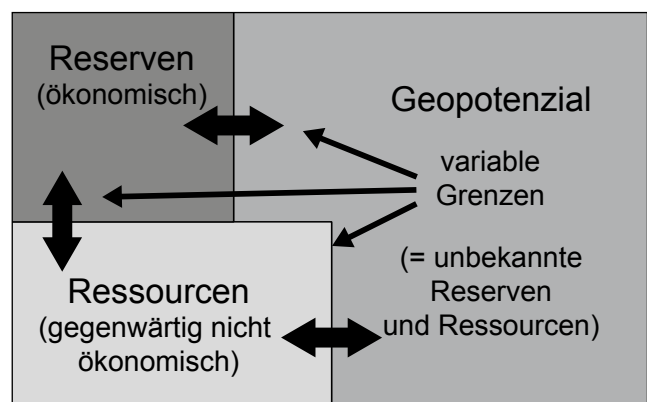 Reserven
(ökonomisch)
Geopotenzial
variable
Grenzen
(= unbekannte
Reserven
und Ressourcen)
Ressourcen
(gegenwärtig nicht
ökonomisch)